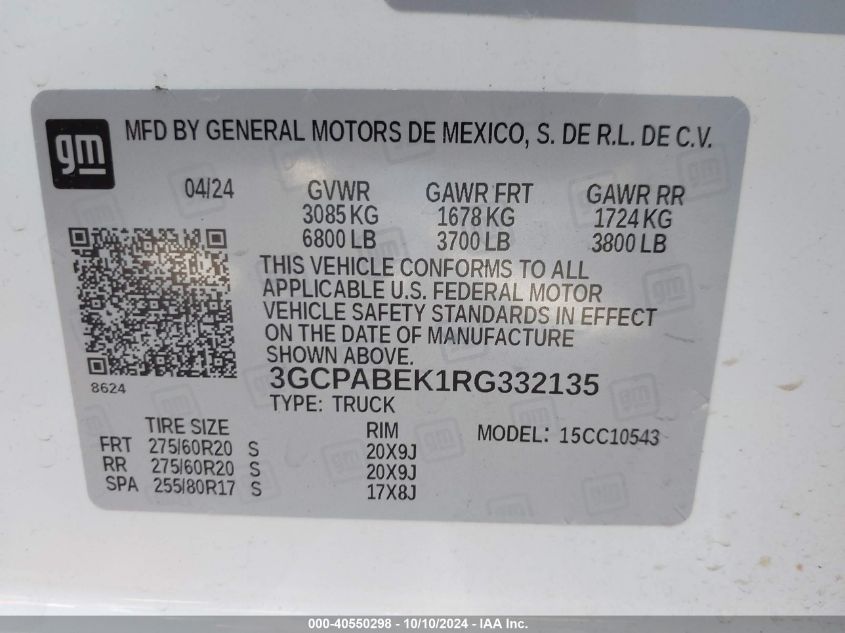 gm
MFD BY GENERAL MOTORS DE MEXICO, S. DE R.L. DE C.V.
04/24 GVWR GAWR FRT GAWR RR
3085 KG 1678 KG 1724 KG
6800 LB 3700 LB 3800 LB
THIS VEHICLE CONFORMS TO ALL
APPLICABLE U.S. FEDERAL MOTOR
VEHICLE SAFETY STANDARDS IN EFFECT
ON THE DATE OF MANUFACTURE
SHOWN ABOVE.
8624
3GCPABEK1RG332135
TYPE: TRUCK
TIRE SIZE RIM MODEL: 15CC10543
FRT 275/60R20 S 20X9J
RR 275/60R20 S 20X9J
SPA 255/80R17 S 17X8J
000-40550298 - 10/10/2024 - IAA Inc.